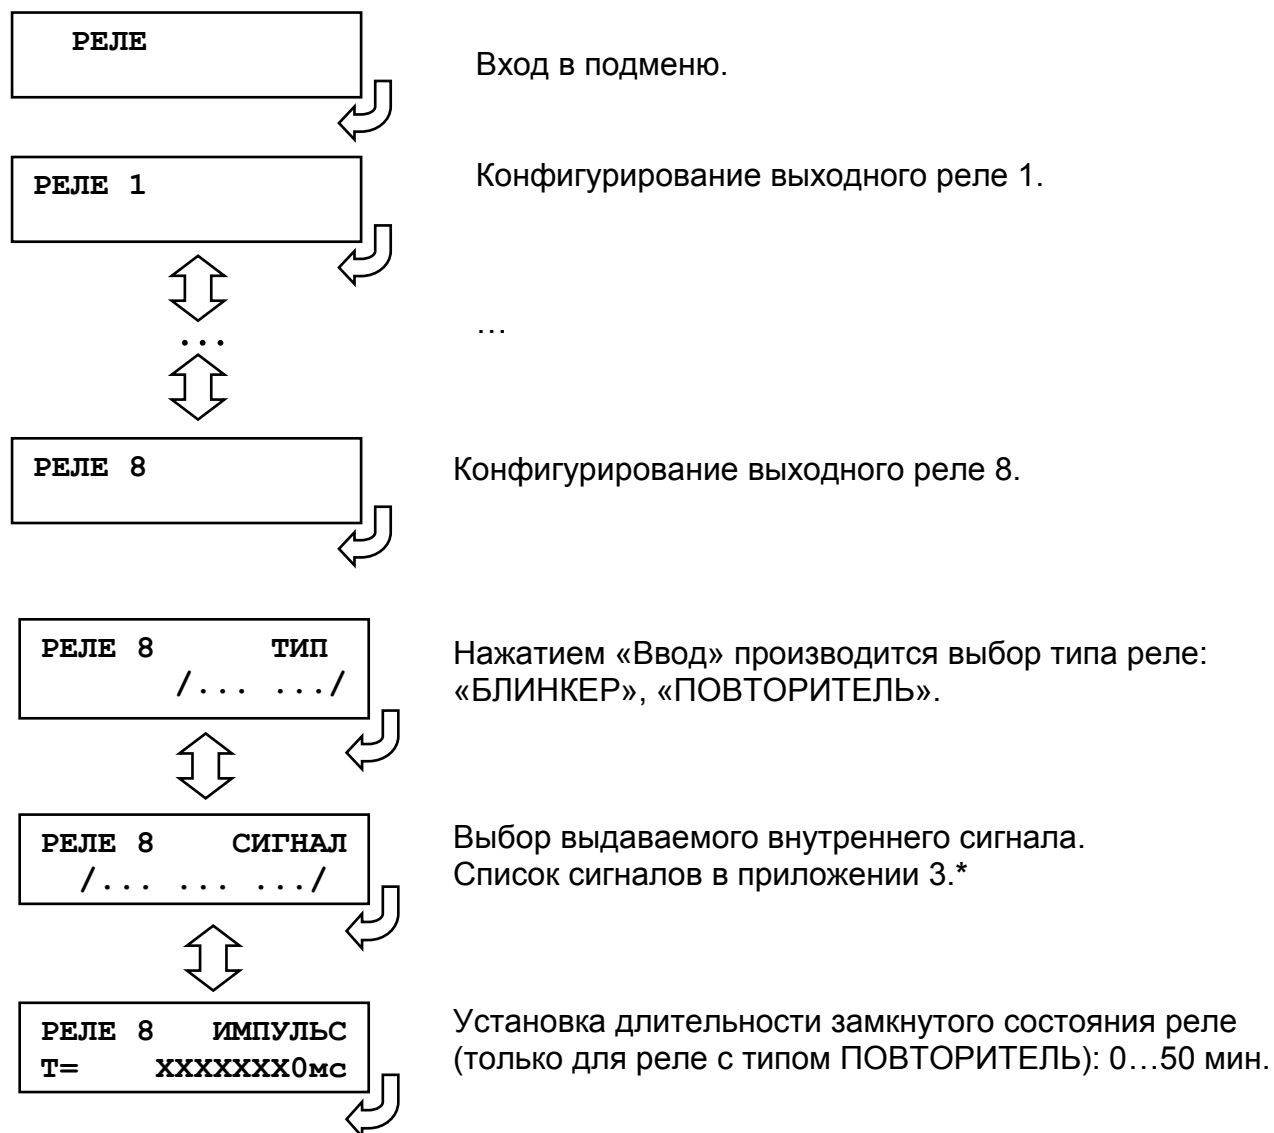 РЕЛЕ
Вход в подменю.
РЕЛЕ 1
Конфигурирование выходного реле 1.
...
…
РЕЛЕ 8
Конфигурирование выходного реле 8.
РЕЛЕ 8 ТИП
/... .../
Нажатием «Ввод» производится выбор типа реле:
«БЛИНКЕР», «ПОВТОРИТЕЛЬ».
РЕЛЕ 8 СИГНАЛ
/... ... .../
Выбор выдаваемого внутреннего сигнала.
Список сигналов в приложении 3.*
РЕЛЕ 8 ИМПУЛЬС
Т= XXXXXXX0мс
Установка длительности замкнутого состояния реле
(только для реле с типом ПОВТОРИТЕЛЬ): 0…50 мин.